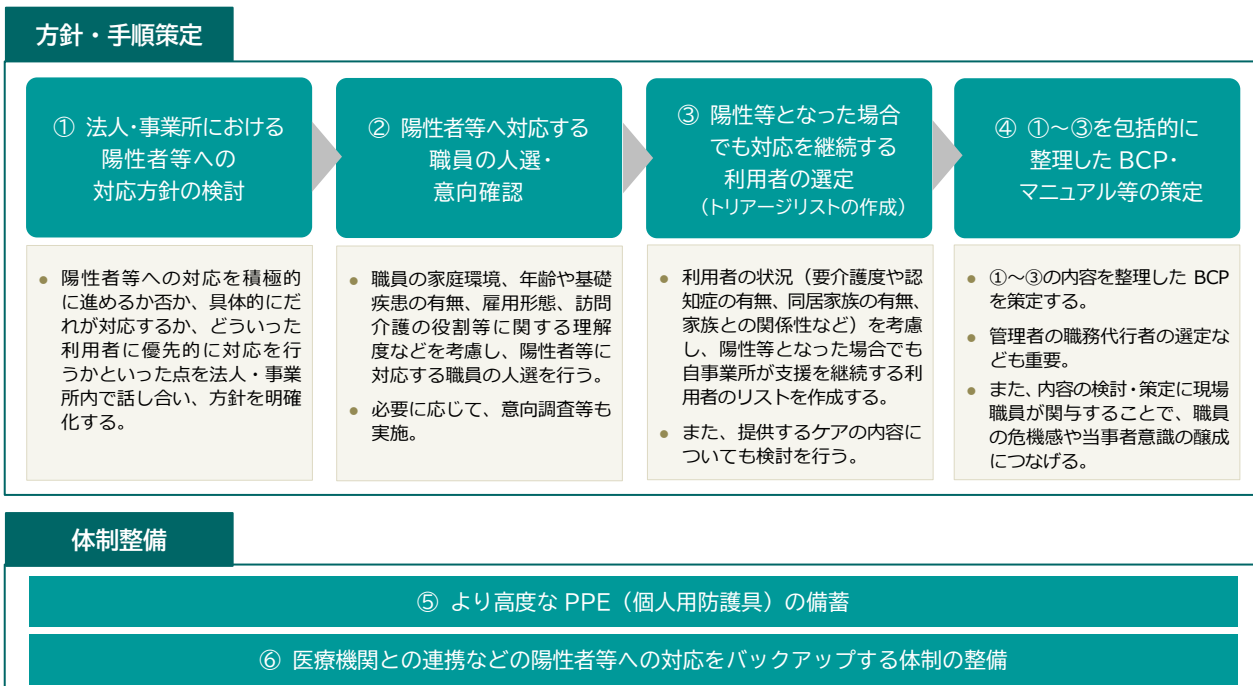 方針・手順策定
① 法人・事業所における
陽性者等への
対応方針の検討
② 陽性者等へ対応する
職員の人選・
意向確認
③ 陽性等となった場合
でも対応を継続する
利用者の選定
（トリアージリストの作成）
④ ①～③を包括的に
整理した BCP・
マニュアル等の策定
● 陽性者等への対応を積極的
に進めるか否か、具体的にだ
れが対応するか、どういった
利用者に優先的に対応を行
うかといった点を法人・事業
所内で話し合い、方針を明確
化する。
● 職員の家庭環境、年齢や基礎
疾患の有無、雇用形態、訪問
介護の役割等に関する理解
度などを考慮し、陽性者等に
対応する職員の人選を行う。
● 必要に応じて、意向調査等も
実施。
● 利用者の状況（要介護度や認
知症の有無、同居家族の有無、
家族との関係性など）を考慮
し、陽性等となった場合でも
自事業所が支援を継続する利
用者のリストを作成する。
● また、提供するケアの内容に
ついても検討を行う。
● ①～③の内容を整理した BCP
を策定する。
● 管理者の職務代行者の選定な
ども重要。
● また、内容の検討・策定に現場
職員が関与することで、職員
の危機感や当事者意識の醸成
につなげる。
体制整備
⑤ より高度な PPE（個人用防護具）の備蓄
⑥ 医療機関との連携などの陽性者等への対応をバックアップする体制の整備